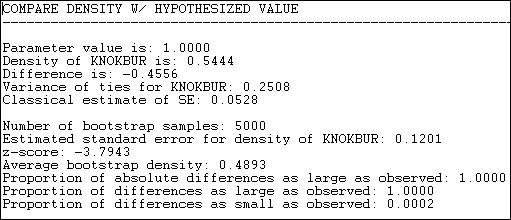 COMPARE DENSITY W/ HYPOTHESIZED VALUE
Parameter value is: 1.0000
Density of KNOKBUR is: 0.5444
Difference is: -0.4556
Variance of ties for KNOKBUR: 0.2508
Classical estimate of SE: 0.0528
Number of bootstrap samples: 5000
Estimated standard error for density of KNOKBUR: 0.1201
z-score: -3.7943
Average bootstrap density: 0.4893
Proportion of absolute differences as large as observed: 1.0000
Proportion of differences as large as observed: 1.0000
Proportion of differences as small as observed: 0.0002